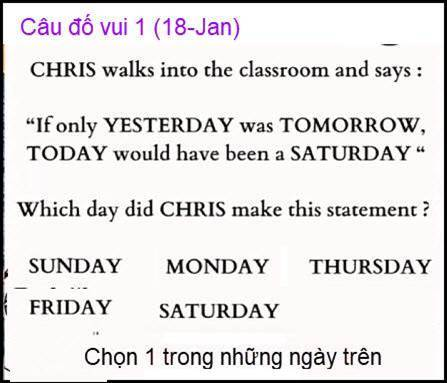 Câu đố vui 1 (18-Jan)
CHRIS walks into the classroom and says :
“If only YESTERDAY was TOMORROW,
TODAY would have been a SATURDAY “
Which day did CHRIS make this statement ?
SUNDAY MONDAY THURSDAY
FRIDAY SATURDAY
Chọn 1 trong những ngày trên